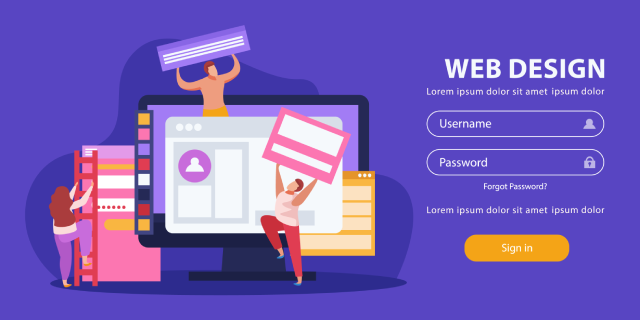 WEB DESIGN
Lorem ipsum dolor sit amet ipsum dolor
Username
Password
Forgot Password?
Lorem ipsum dolor sit amet ipsum dolor
Sign in